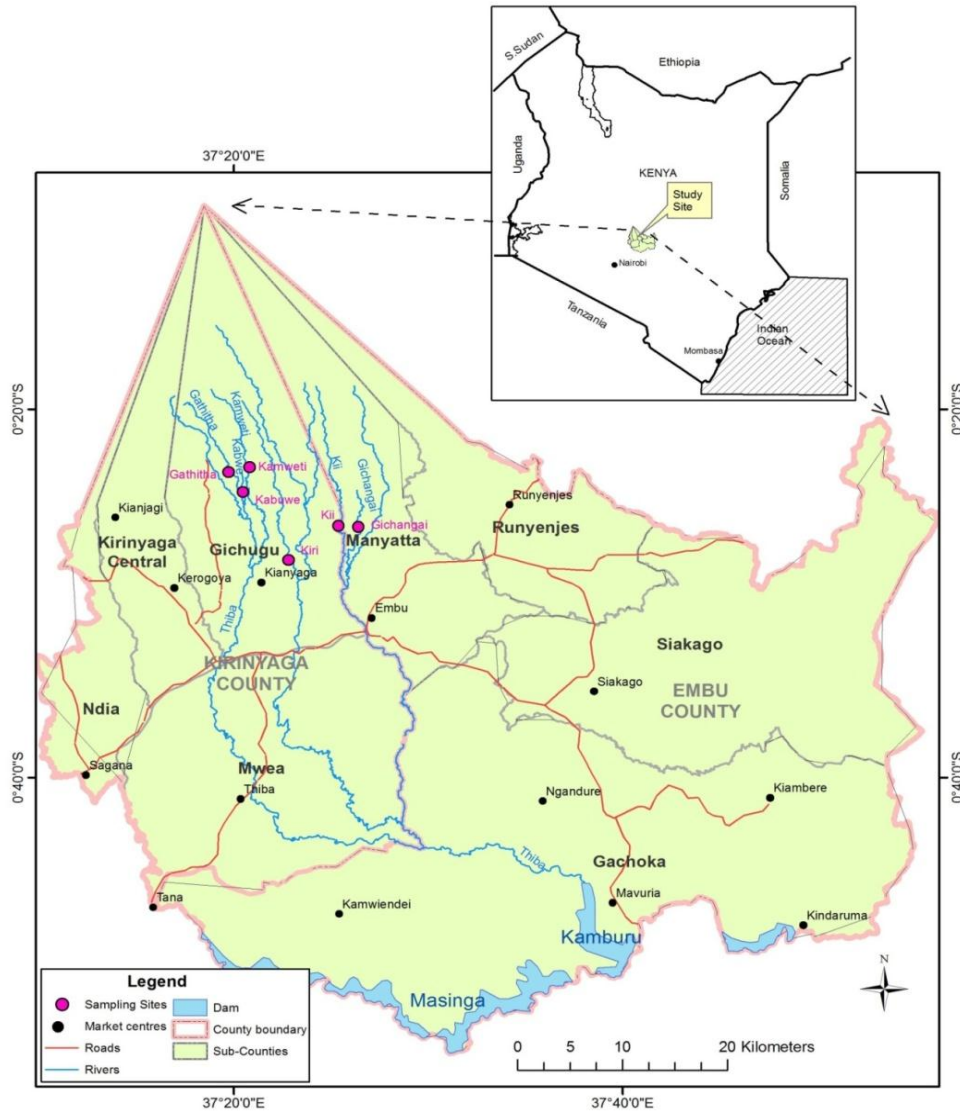 S.Sudan
Ethiopia
Uganda
Somalia
KENYA
Study
Site
Nairobi
Tanzania
Mombasa
Indian
Ocean
37°20'0"E
0°20'0"S
0°20'0"S
Gathitha
Kamweti
Kabuwe
Kii
Gichangai
Gathitha
Kamweti
Kabuwe
Kii
Gichangai
Kiri
Kianjagi
Kirinyaga
Central
Gichugu
Manyatta
Runyenjes
Runyenjes
Kerogoya
Kianyaga
Embu
Thiba
KIRINYAGA
COUNTY
Siakago
Siakago
EMBU
COUNTY
Ndia
Sagana
Mwea
Thiba
0°40'0"S
0°40'0"S
Ngandure
Kiambere
Thiba
Gachoka
Tana
Kamwiendei
Mavuria
Kindaruma
Kamburu
Masinga
Legend
Sampling Sites
Market centres
Roads
Rivers
Dam
County boundary
Sub-Counties
N
0 5 10 20 Kilometers
37°20'0"E
37°40'0"E